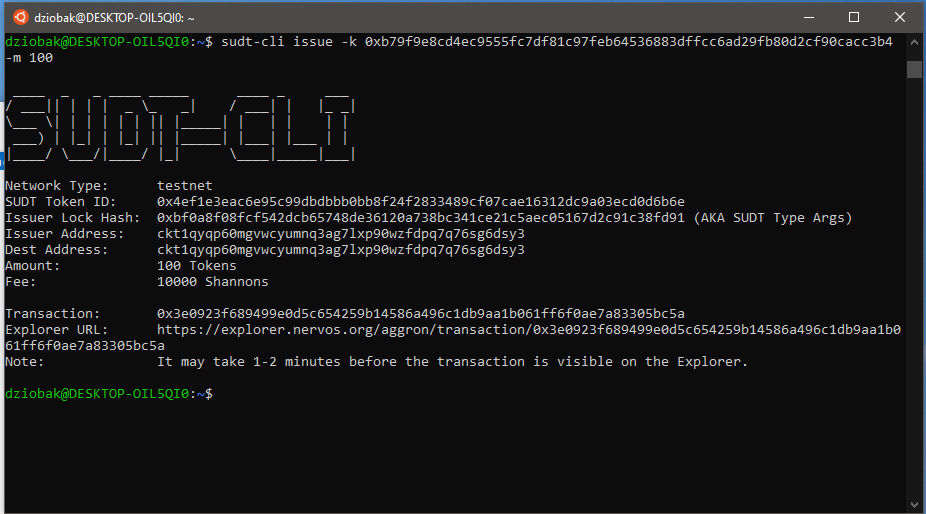 dziobak@DESKTOP-OIL5QI0: ~
dziobak@DESKTOP-OIL5QI0:~$ sudt-cli issue -k 0xb79f9e8cd4ec9555fc7df81c97feb64536883dffcc6ad29fb80d2cf90cacc3b4
-m 100
SUDT-CLI
Network Type: testnet
SUDT Token ID: 0x4ef1e3eac6e95c99dbdbbb0bb8f24f2833489cf07cae16312dc9a03ecd0d6b6e
Issuer Lock Hash: 0xbf0a8f08fcf542dcb65748de36120a738bc341ce21c5aec05167d2c91c38fd91 (AKA SUDT Type Args)
Issuer Address: ckt1qyqp60mgvwcyumnq3ag7lxp90wzfdpq7q76sg6dsy3
Dest Address: ckt1qyqp60mgvwcyumnq3ag7lxp90wzfdpq7q76sg6dsy3
Amount: 100 Tokens
Fee: 10000 Shannons
Transaction: 0x3e0923f689499e0d5c654259b14586a496c1db9aa1b061ff6f0ae7a83305bc5a
Explorer URL: https://explorer.nervos.org/aggron/transaction/0x3e0923f689499e0d5c654259b14586a496c1db9aa1b0
61ff6f0ae7a83305bc5a
Note: It may take 1-2 minutes before the transaction is visible on the Explorer.
dziobak@DESKTOP-OIL5QI0:~$